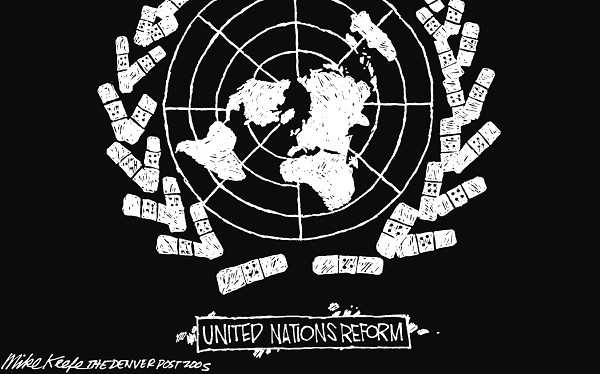 UNITED NATIONS REFORM
Mike Keefe THE DENVER POST 2005